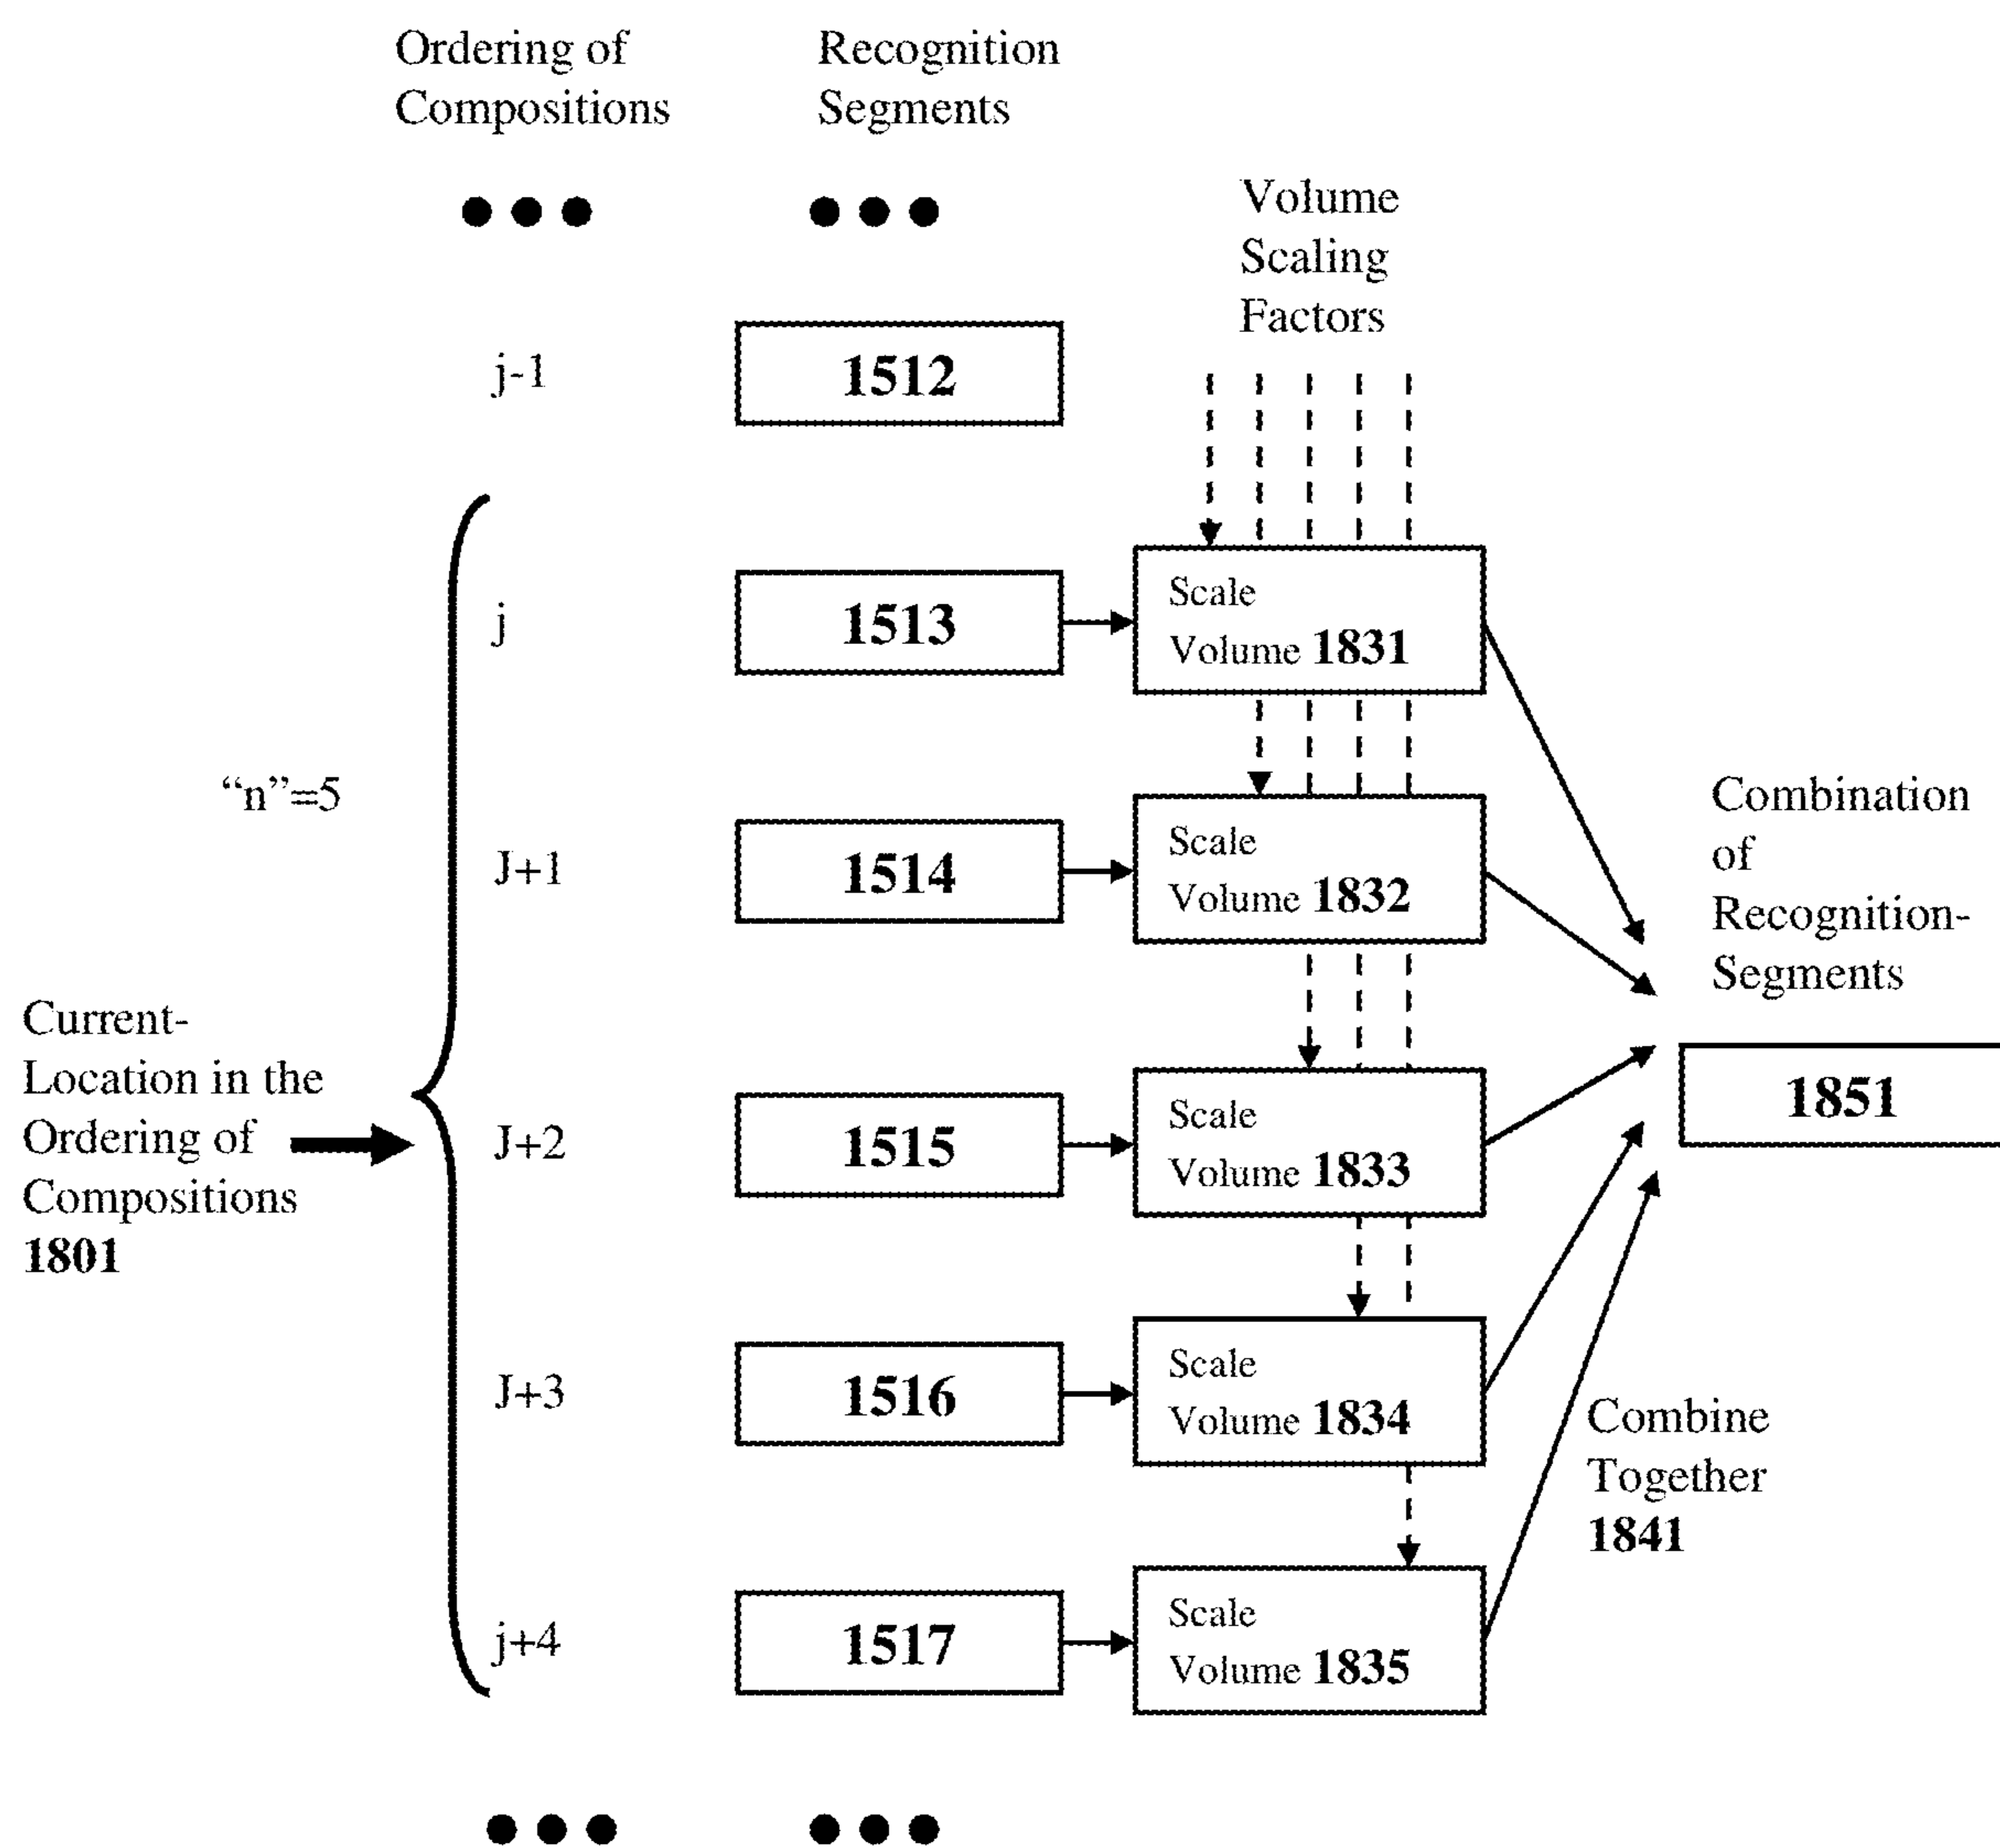 Ordering of
Compositions
Recognition
Segments
Volume
Scaling
Factors
j-1
1512
j
1513
Scale
Volume 1831
"n"=5
J+1
1514
Scale
Volume 1832
Combination
of
Recognition-
Segments
Current-
Location in the
Ordering of
Compositions
1801
J+2
1515
Scale
Volume 1833
1851
J+3
1516
Scale
Volume 1834
Combine
Together
1841
j+4
1517
Scale
Volume 1835